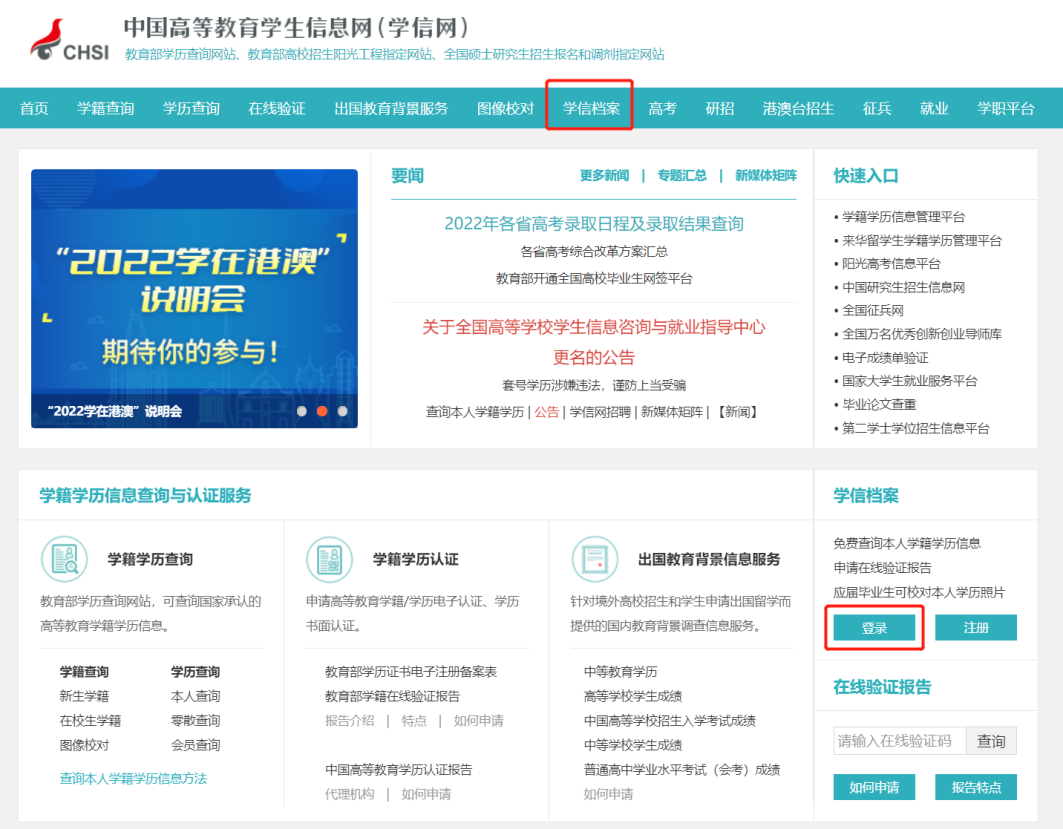 中国高等教育学生信息网(学信网)
CHSI
教育部学历查询网站、教育部高校招生阳光工程指定网站、全国硕士研究生招生报名和调剂指定网站
首页 学籍查询 学历查询 在线验证 出国教育背景服务 图像校对 学信档案 高考 研招 港澳台招生 征兵 就业 学职平台
“2022学在港澳”
说明会
期待你的参与!
“2022学在港澳”说明会
要闻 更多新闻 | 专题汇总 | 新媒体矩阵
2022年各省高考录取日程及录取结果查询
各省高考综合改革方案汇总
教育部开通全国高校毕业生网签平台
关于全国高等学校学生信息咨询与就业指导中心
更名的公告
套号学历涉嫌违法,谨防上当受骗
查询本人学籍学历 | 公告 | 学信网招聘 | 新媒体矩阵 | 【新闻】
快速入口
• 学籍学历信息管理平台
• 来华留学生学籍学历管理平台
• 阳光高考信息平台
• 中国研究生招生信息网
• 全国征兵网
• 全国万名优秀创新创业导师库
• 电子成绩单验证
• 国家大学生就业服务平台
• 毕业论文查重
• 第二学士学位招生信息平台
学籍学历信息查询与认证服务
学籍学历查询
教育部学历查询网站,可查询国家承认的
高等教育学籍学历信息。
学籍查询 学历查询
新生学籍 本人查询
在校生学籍 零散查询
图像校对 会员查询
查询本人学籍学历信息方法
学籍学历认证
申请高等教育学籍/学历电子认证、学历
书面认证。
教育部学历证书电子注册备案表
教育部学籍在线验证报告
报告介绍 | 特点 | 如何申请
中国高等教育学历认证报告
代理机构 | 如何申请
出国教育背景信息服务
针对境外高校招生和学生申请出国留学而
提供的国内教育背景调查信息服务。
中等教育学历
高等学校学生成绩
中国高等学校招生入学考试成绩
中等学校学生成绩
普通高中学业水平考试(会考)成绩
如何申请
学信档案
免费查询本人学籍学历信息
申请在线验证报告
应届毕业生可校对本人学历照片
登录 注册
在线验证报告
请输入在线验证码 查询
如何申请 报告特点